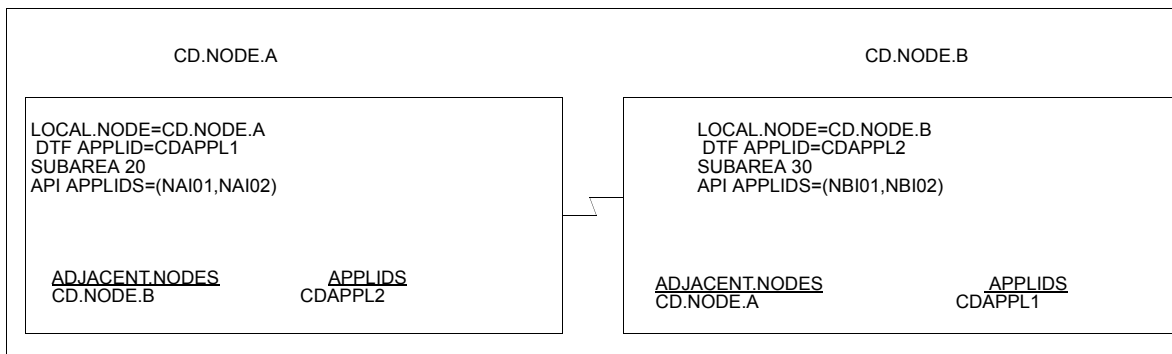 CD.NODE.A
CD.NODE.B
LOCAL.NODE=CD.NODE.A
DTF APPLID=CDAPPL1
SUBAREA 20
API APPLIDS=(NAI01,NAI02)
ADJACENT.NODES APPLIDS
CD.NODE.B CDAPPL2
LOCAL.NODE=CD.NODE.B
DTF APPLID=CDAPPL2
SUBAREA 30
API APPLIDS=(NBI01,NBI02)
ADJACENT.NODES APPLIDS
CD.NODE.A CDAPPL1